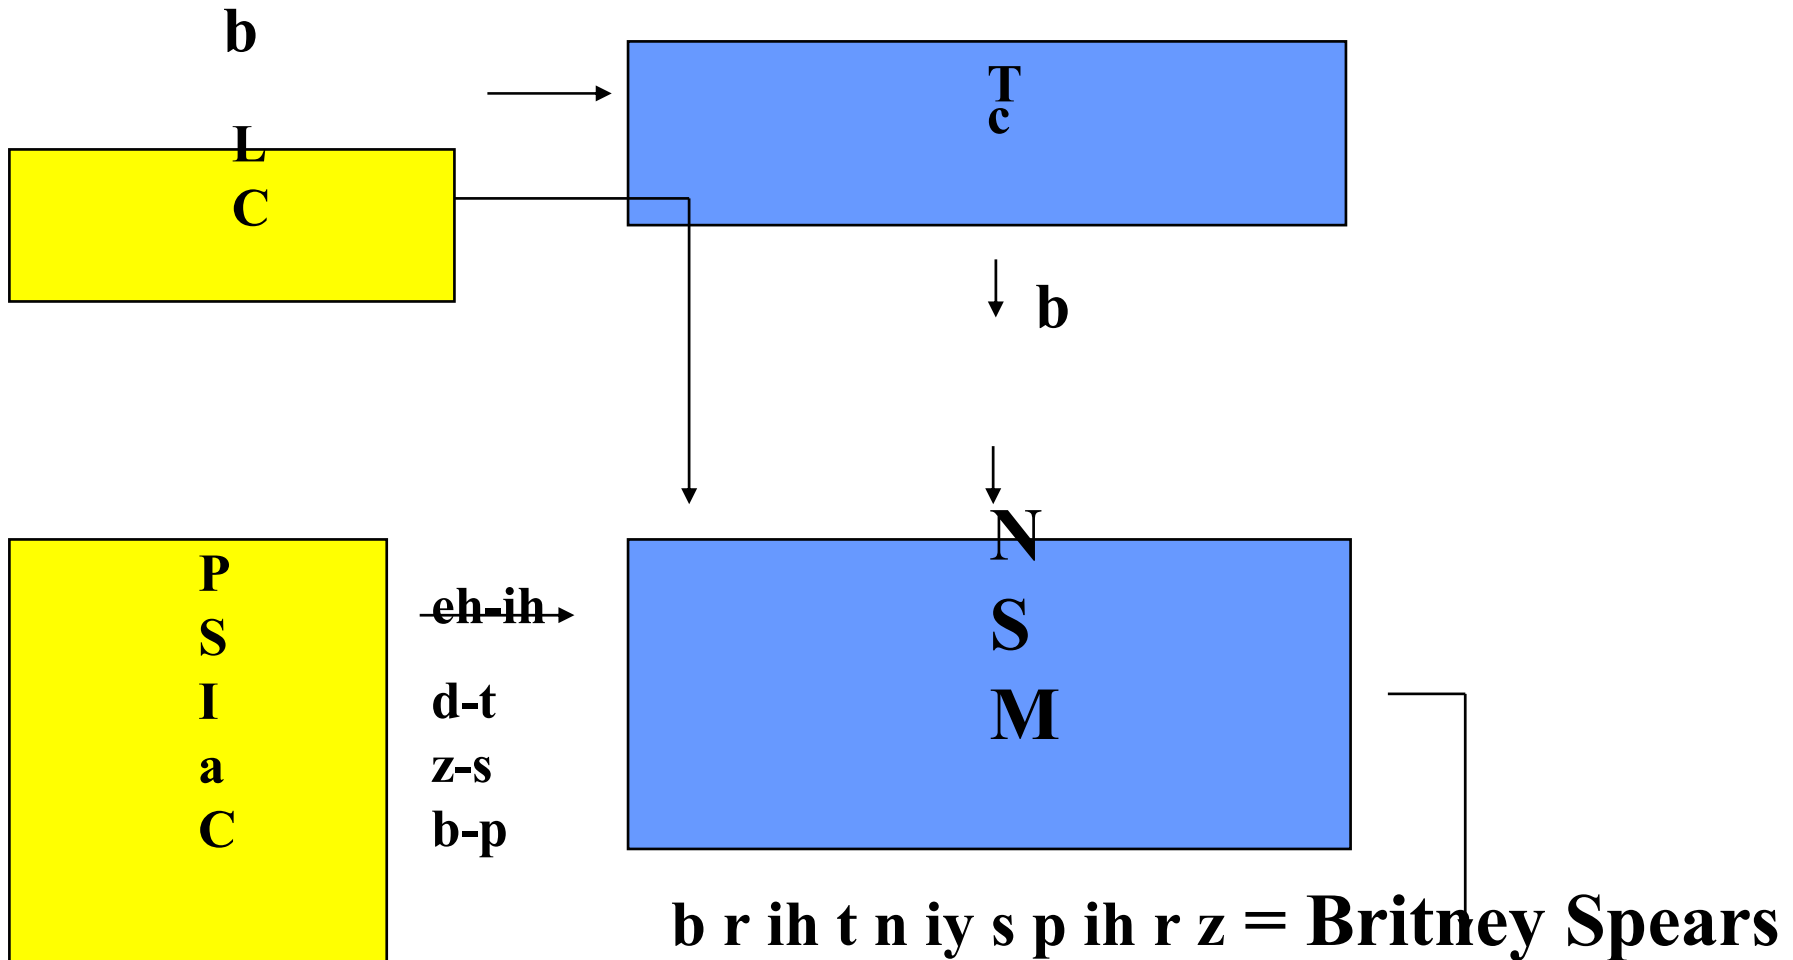 b
T
c
L
C
b
P
S
I
a
C
eh-ih
d-t
z-s
b-p
N
S
M
b r ih t n iy s p ih r z = Britney Spears